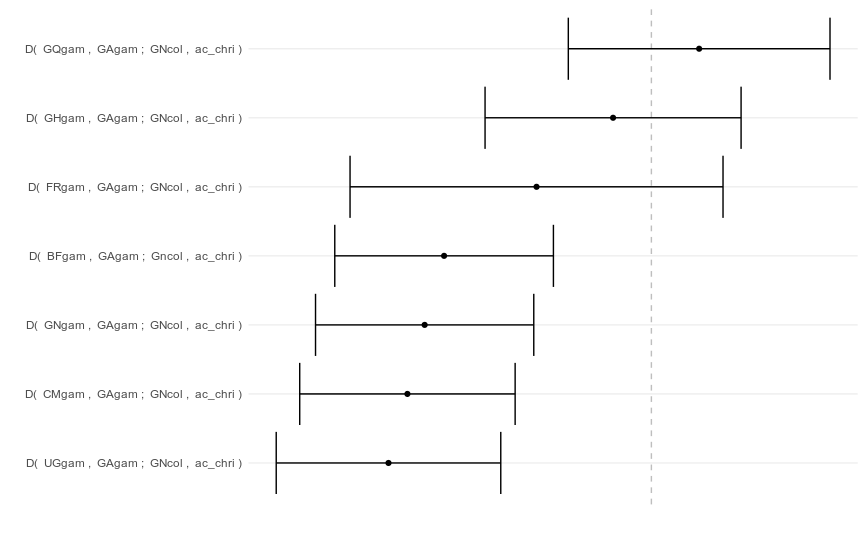 D( GQgam , GAgam ; GNcol , ac_chri )
D( GHgam , GAgam ; GNcol , ac_chri )
D( FRgam , GAgam ; GNcol , ac_chri )
D( BFgam , GAgam ; Gncol , ac_chri )
D( GNgam , GAgam ; GNcol , ac_chri )
D( CMgam , GAgam ; GNcol , ac_chri )
D( UGgam , GAgam ; GNcol , ac_chri )